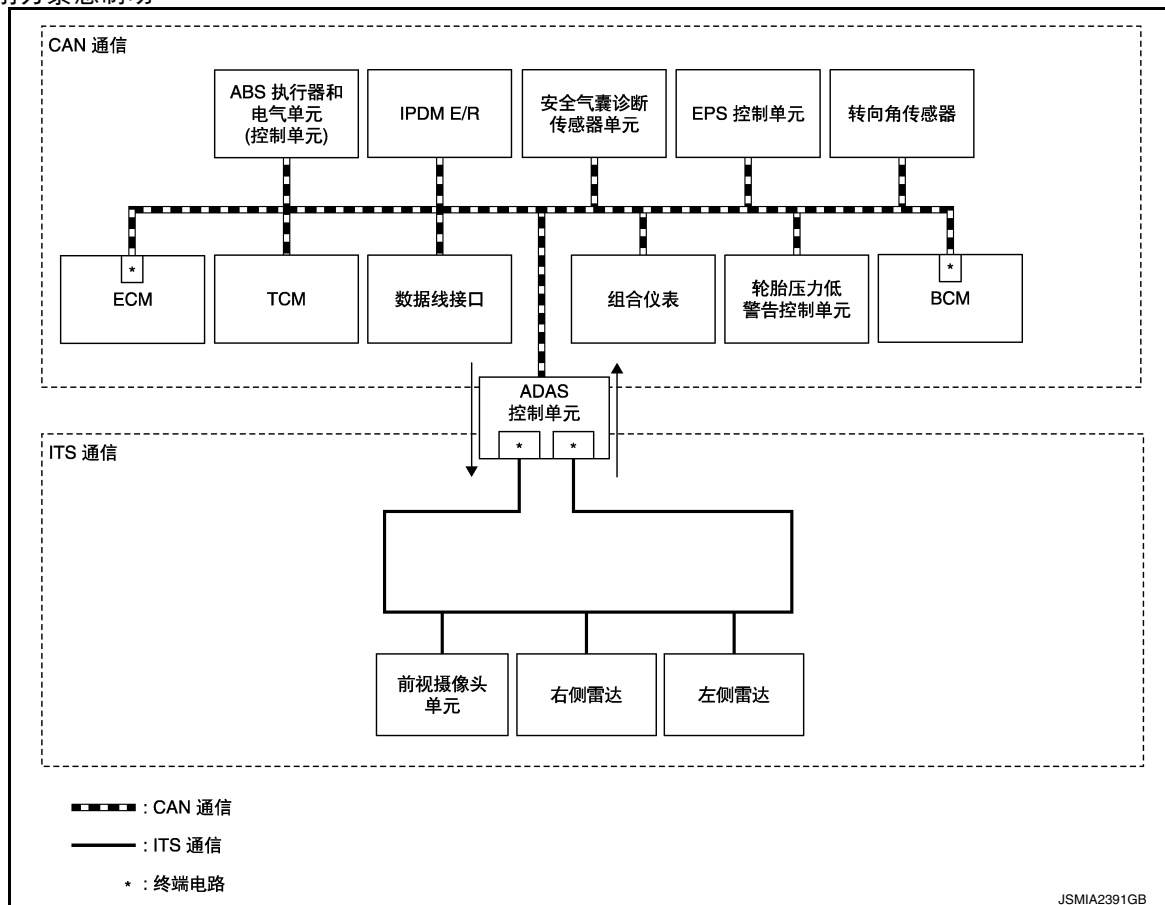 CAN 通信
ABS 执行器和
电气单元
(控制单元)
IPDM E/R
安全气囊诊断
传感器单元
EPS 控制单元
转向角传感器
*
ECM
TCM
数据线接口
组合仪表
轮胎压力低
警告控制单元
*
BCM
ADAS
控制单元
* *
ITS 通信
前视摄像头
单元
右侧雷达
左侧雷达
: CAN 通信
: ITS 通信
* : 终端电路
JSMIA2391GB